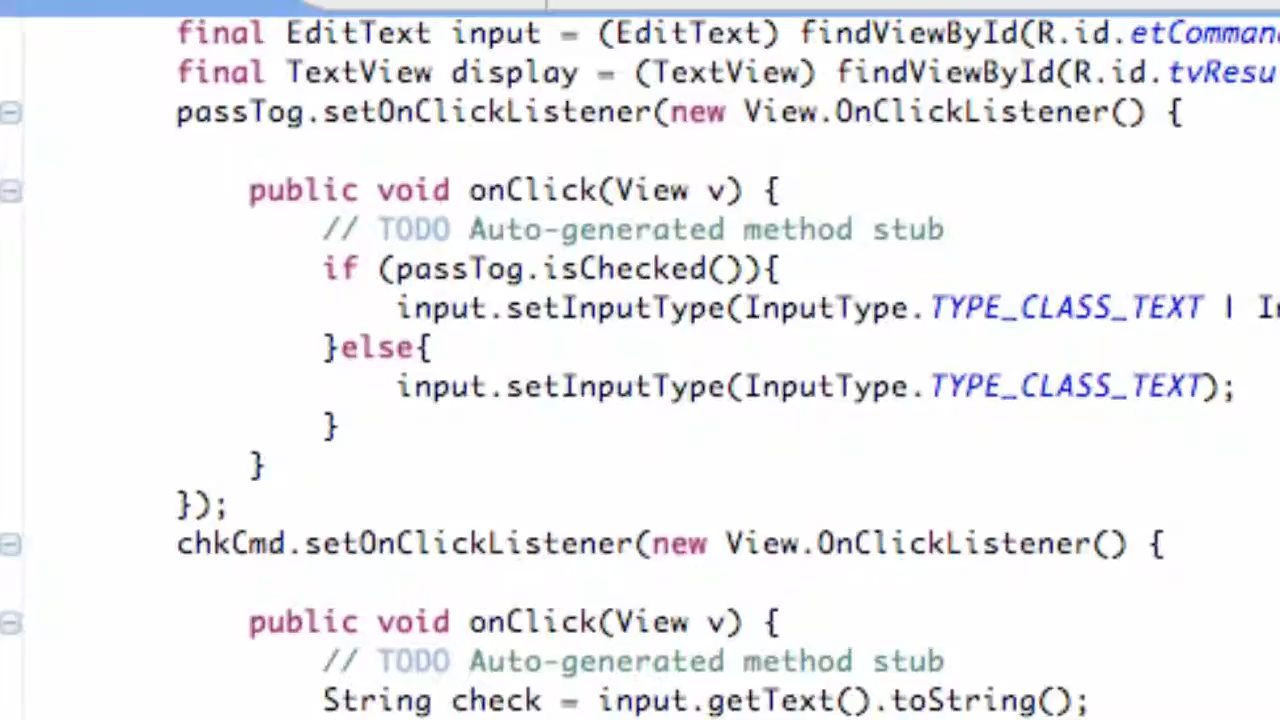 final EditText input = (EditText) findViewById(R.id.etComman
final TextView display = (TextView) findViewById(R.id.tvResu
passTog.setOnClickListener(new View.OnClickListener() {
public void onClick(View v) {
// TODO Auto-generated method stub
if (passTog.isChecked()){
input.setInputType(InputType.TYPE_CLASS_TEXT | In
}else{
input.setInputType(InputType.TYPE_CLASS_TEXT);
}
}
});
chkCmd.setOnClickListener(new View.OnClickListener() {
public void onClick(View v) {
// TODO Auto-generated method stub
String check = input.getText().toString();